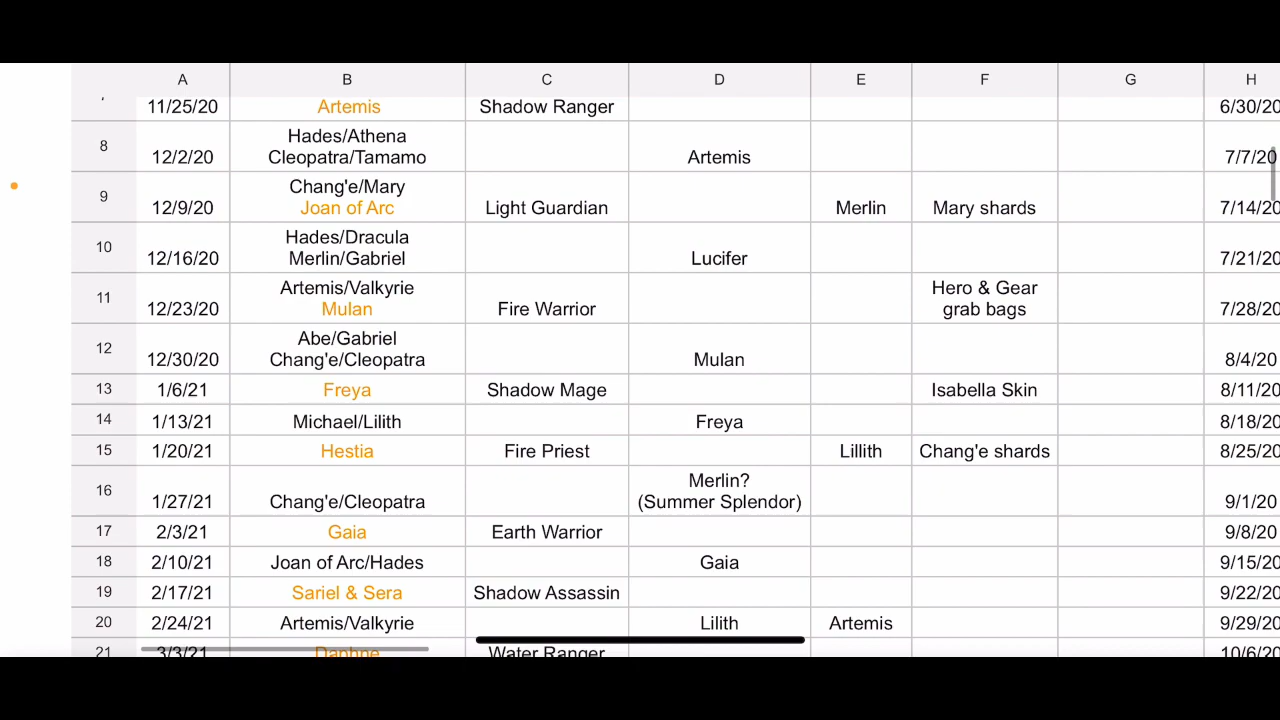 A B C D E F G H
11/25/20 Artemis Shadow Ranger 6/30/20
8 12/2/20 Hades/Athena
Cleopatra/Tamamo Artemis 7/7/20
9 12/9/20 Chang'e/Mary
Joan of Arc Light Guardian Merlin Mary shards 7/14/20
10 12/16/20 Hades/Dracula
Merlin/Gabriel Lucifer 7/21/20
11 12/23/20 Artemis/Valkyrie
Mulan Fire Warrior Hero & Gear
grab bags 7/28/20
12 12/30/20 Abe/Gabriel
Chang'e/Cleopatra Mulan 8/4/20
13 1/6/21 Freya Shadow Mage Isabella Skin 8/11/20
14 1/13/21 Michael/Lilith Freya 8/18/20
15 1/20/21 Hestia Fire Priest Lillith Chang'e shards 8/25/20
16 1/27/21 Chang'e/Cleopatra Merlin?
(Summer Splendor) 9/1/20
17 2/3/21 Gaia Earth Warrior 9/8/20
18 2/10/21 Joan of Arc/Hades Gaia 9/15/20
19 2/17/21 Sariel & Sera Shadow Assassin 9/22/20
20 2/24/21 Artemis/Valkyrie Lilith Artemis 9/29/20
21 3/3/21 Daphne Water Ranger 10/6/20